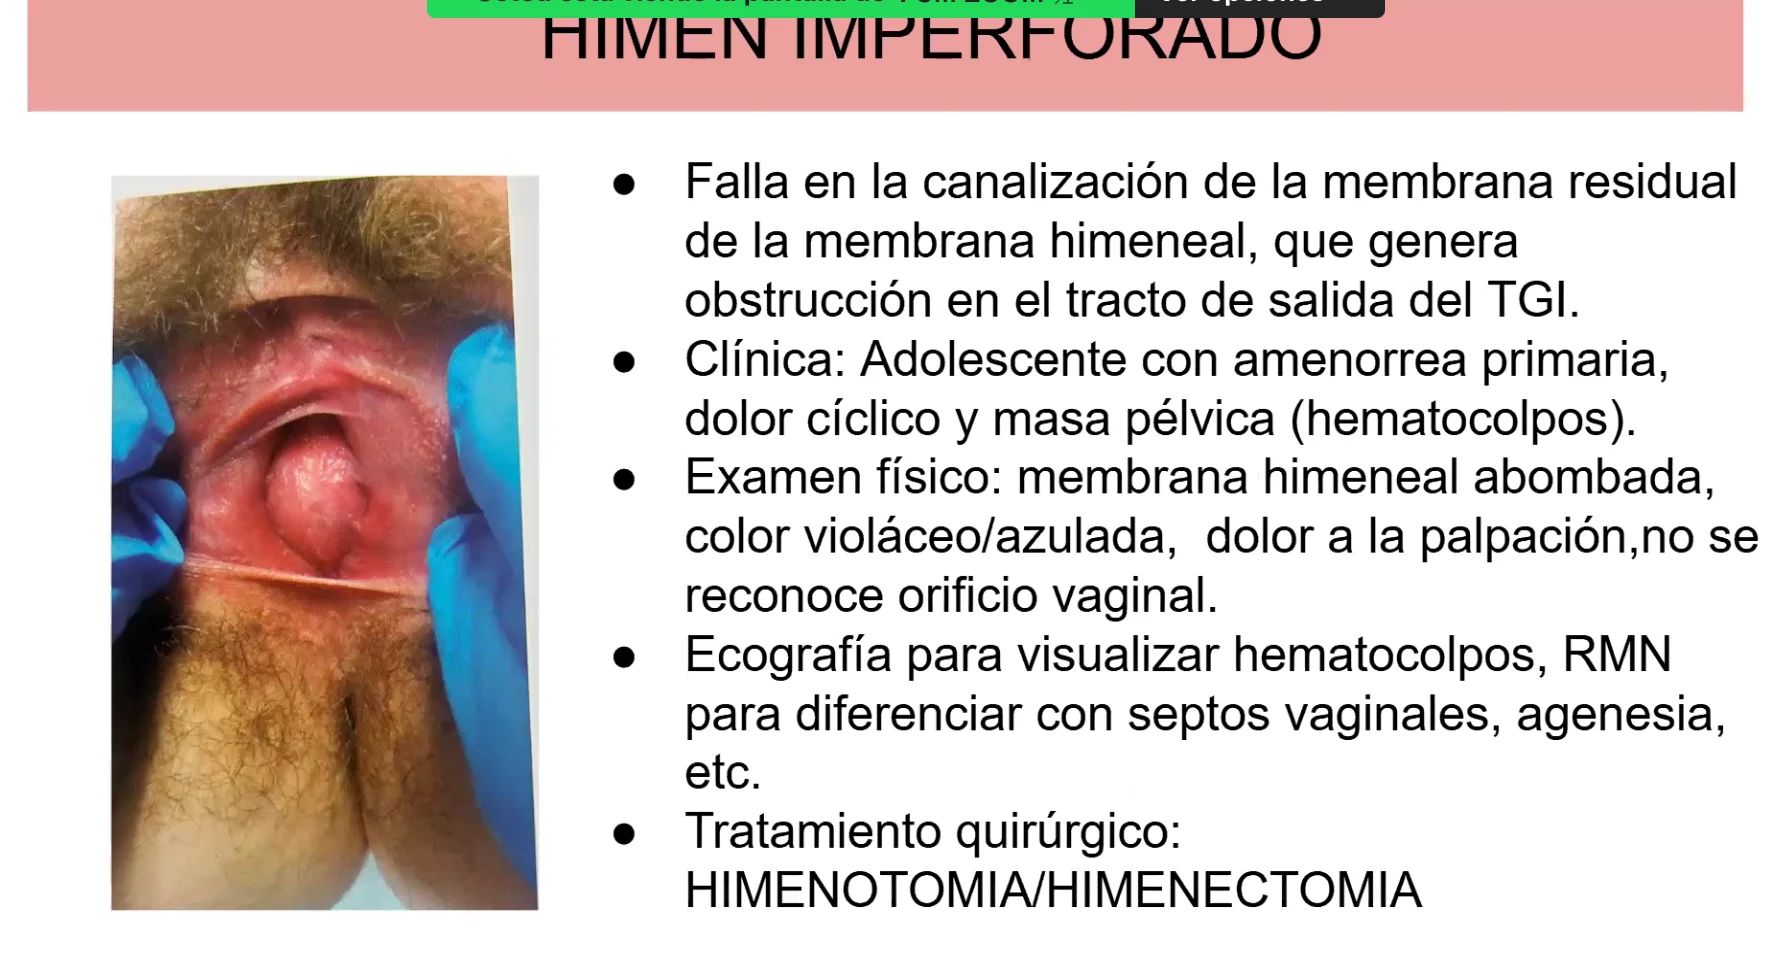 Ver opciones
HIMEN IMPERFORADO
● Falla en la canalización de la membrana residual
de la membrana himeneal, que genera
obstrucción en el tracto de salida del TGI.
● Clínica: Adolescente con amenorrea primaria,
dolor cíclico y masa pélvica (hematocolpos).
● Examen físico: membrana himeneal abombada,
color violáceo/azulada,  dolor a la palpación,no se
reconoce orificio vaginal.
● Ecografía para visualizar hematocolpos, RMN
para diferenciar con septos vaginales, agenesia,
etc.
● Tratamiento quirúrgico:
HIMENOTOMIA/HIMENECTOMIA